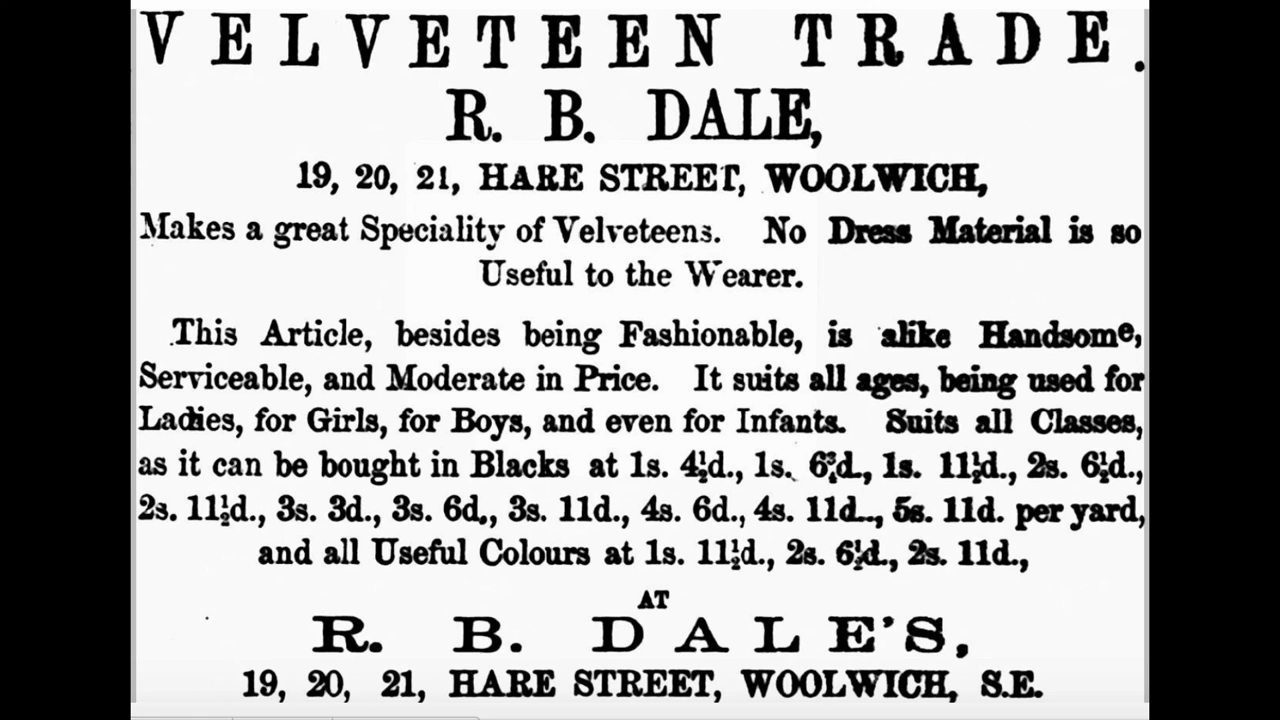 VELVETEEN TRADE.
R. B. DALE,
19, 20, 21, HARE STREET, WOOLWICH,
Makes a great Speciality of Velveteens. No Dress Material is so
Useful to the Wearer.
This Article, besides being Fashionable, is alike Handsome,
Serviceable, and Moderate in Price. It suits all ages, being used for
Ladies, for Girls, for Boys, and even for Infants. Suits all Classes,
as it can be bought in Blacks at 1s. 4½d., 1s. 6¾d., 1s. 11½d., 2s. 6½d.,
2s. 11½d., 3s. 3d., 3s. 6d., 3s. 11d., 4s. 6d., 4s. 11d.., 5s. 11d. per yard,
and all Useful Colours at 1s. 11½d., 2s. 6½d., 2s. 11d.,
AT
R. B. DALE'S,
19, 20, 21, HARE STREET, WOOLWICH, S.E.